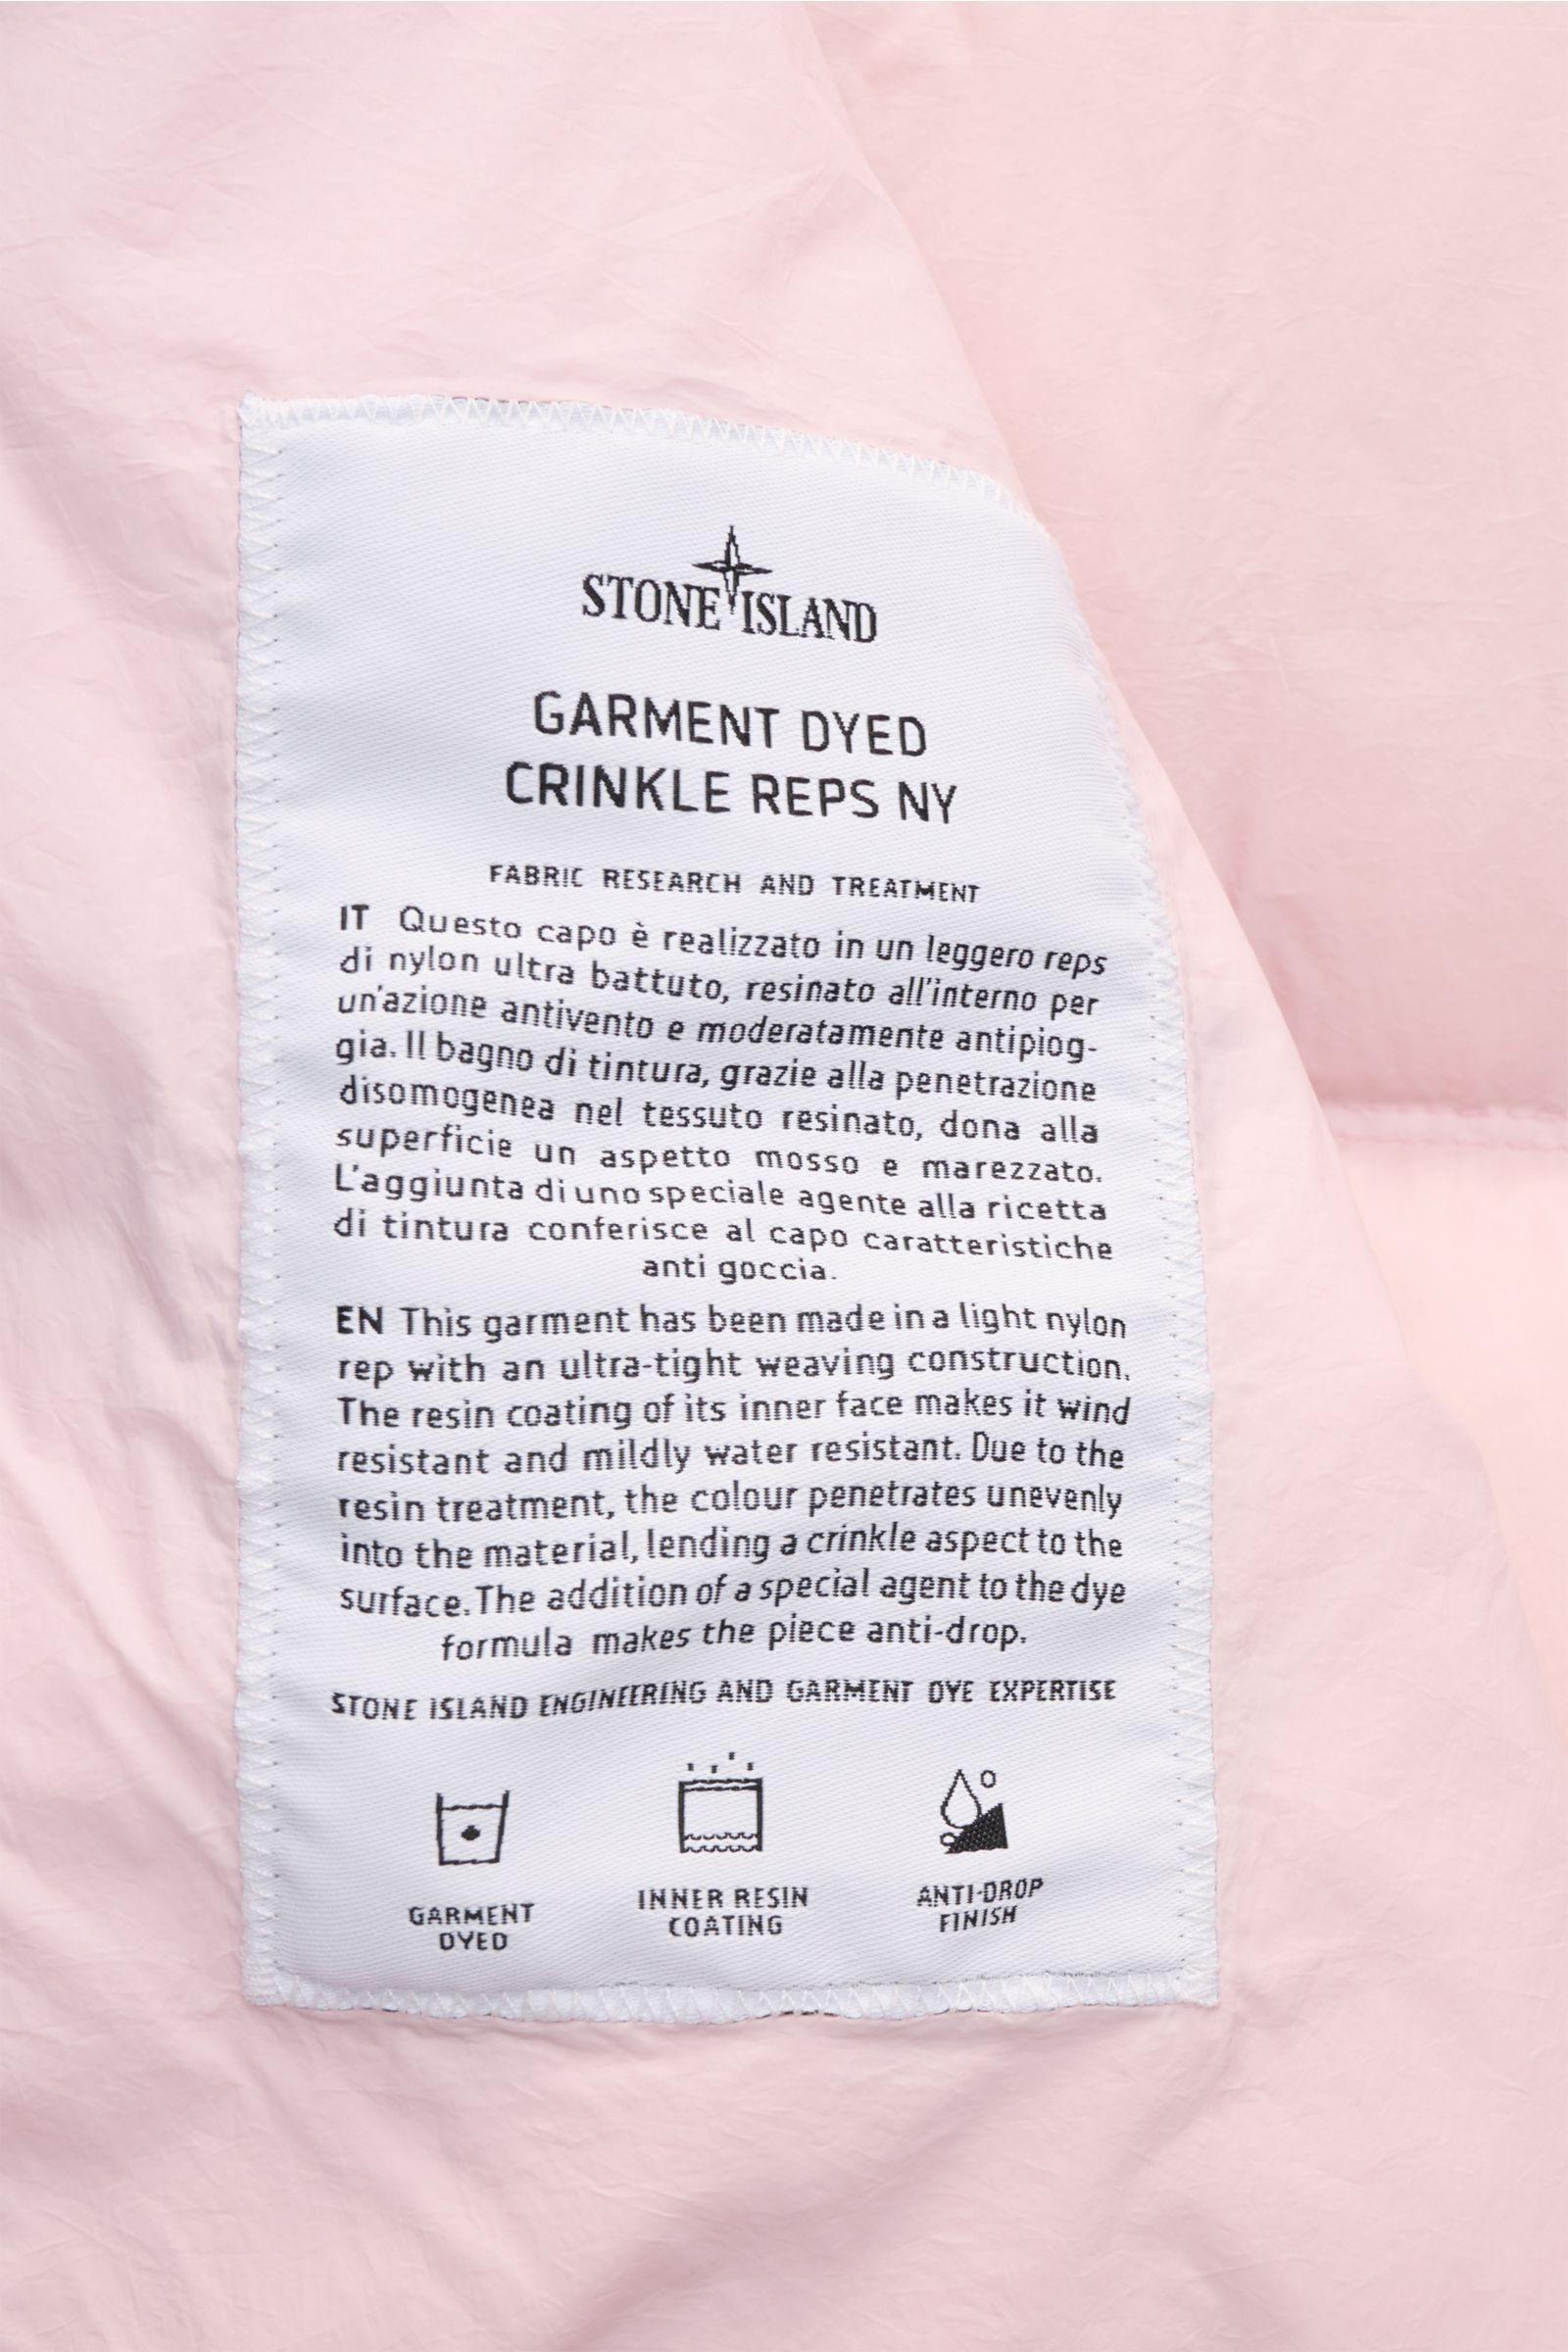 STONE ISLAND
GARMENT DYED
CRINKLE REPS NY
FABRIC RESEARCH AND TREATMENT
IT Questo capo è realizzato in un leggero reps
di nylon ultra battuto, resinato all'interno per
un'azione antivento e moderatamente antipiog-
gia. Il bagno di tintura, grazie alla penetrazione
disomogenea nel tessuto resinato, dona alla
superficie un aspetto mosso e marezzato.
L'aggiunta di uno speciale agente alla ricetta
di tintura conferisce al capo caratteristiche
anti goccia.
EN This garment has been made in a light nylon
rep with an ultra-tight weaving construction.
The resin coating of its inner face makes it wind
resistant and mildly water resistant. Due to the
resin treatment, the colour penetrates unevenly
into the material, lending a crinkle aspect to the
surface. The addition of a special agent to the dye
formula makes the piece anti-drop.
STONE ISLAND ENGINEERING AND GARMENT DYE EXPERTISE
GARMENT
DYED
INNER RESIN
COATING
ANTI-DROP
FINISH